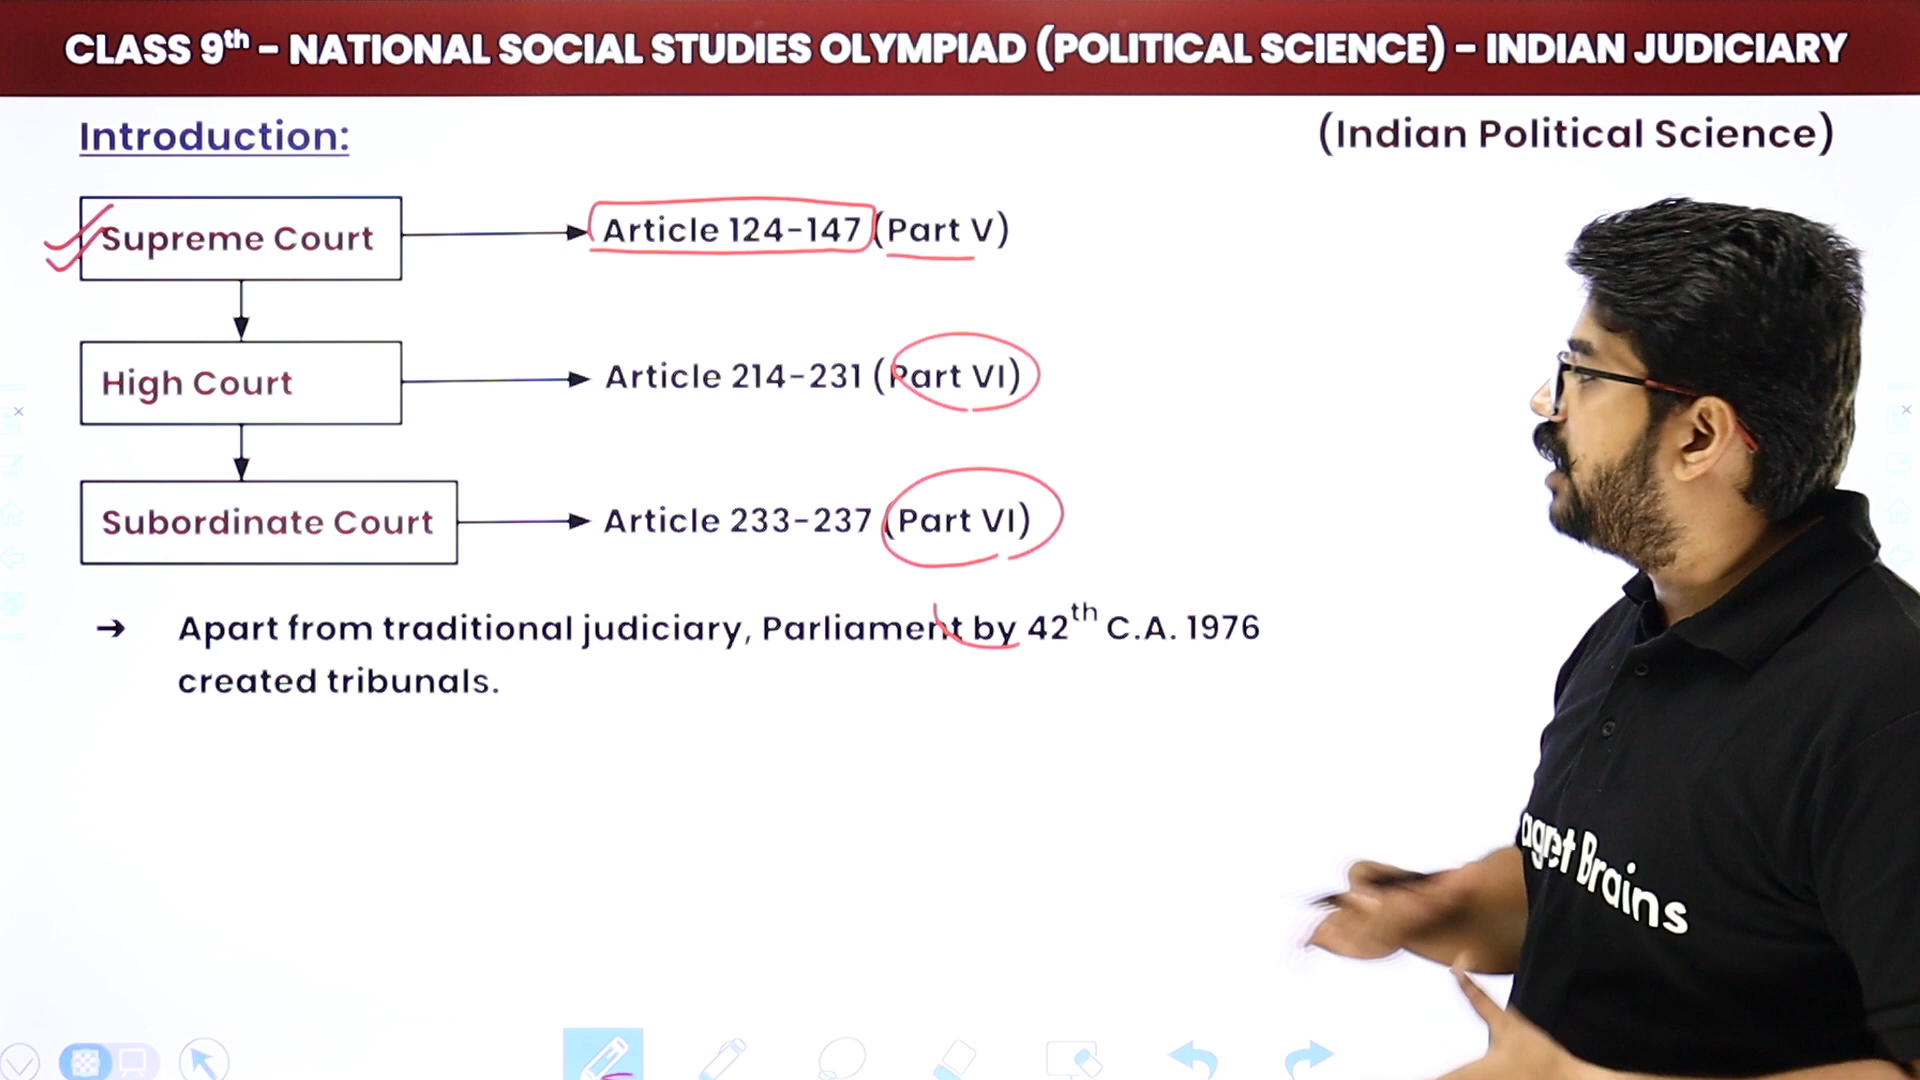 CLASS 9th - NATIONAL SOCIAL STUDIES OLYMPIAD (POLITICAL SCIENCE) - INDIAN JUDICIARY
Introduction:
(Indian Political Science)
Supreme Court
Article 124-147 (Part V)
High Court
Article 214-231 (Part VI)
Subordinate Court
Article 233-237 (Part VI)
→ Apart from traditional judiciary, Parliament by 42th C.A. 1976
created tribunals.
Brains